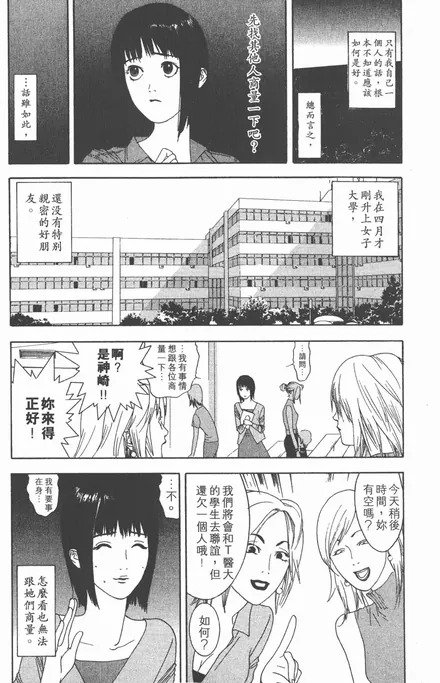 總而言之，
只有我自己一
個人的話，根
本不知道應該
如何是好。
先找其他人商量一下吧？
…話雖如此，
我在四月才
剛升上女子
大學，
還沒有特別
親密的好朋
友。
…請問…
…我有事情
想跟各位商
量一下…
啊？
是神崎!!
妳來得
正好！
今天稍後
時間，妳
有空嗎？
我們將會和T醫大
的學生去聯誼，但
還欠一個人哦！
如何？
…不。
我有要事
在身…
怎麼看也無法
跟她們商量。